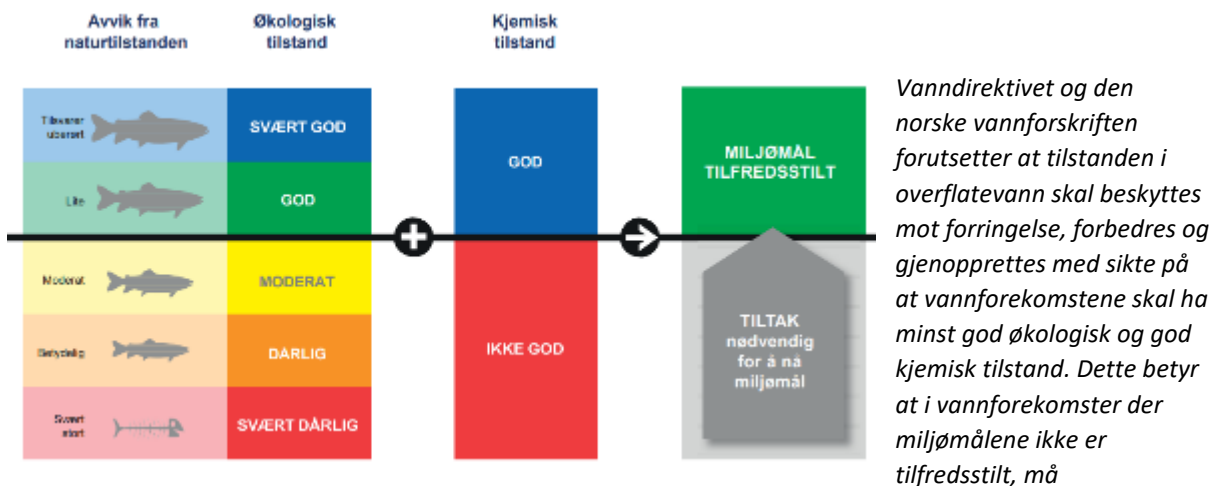 Avvik fra
naturtilstanden
Økologisk
tilstand
Kjemisk
tilstand
Tilsvarer
uberørt
SVÆRT GOD
Lite
GOD
Moderat
MODERAT
Betydelig
DÅRLIG
Svært
stort
SVÆRT DÅRLIG
GOD
IKKE GOD
MILJØMÅL
TILFREDSSTILT
TILTAK
nødvendig
for å nå
miljømål
Vanndirektivet og den
norske vannforskriften
forutsetter at tilstanden i
overflatevann skal beskyttes
mot forringelse, forbedres og
gjenopprettes med sikte på
at vannforekomstene skal ha
minst god økologisk og god
kjemisk tilstand. Dette betyr
at i vannforekomster der
miljømålene ikke er
tilfredsstilt, må